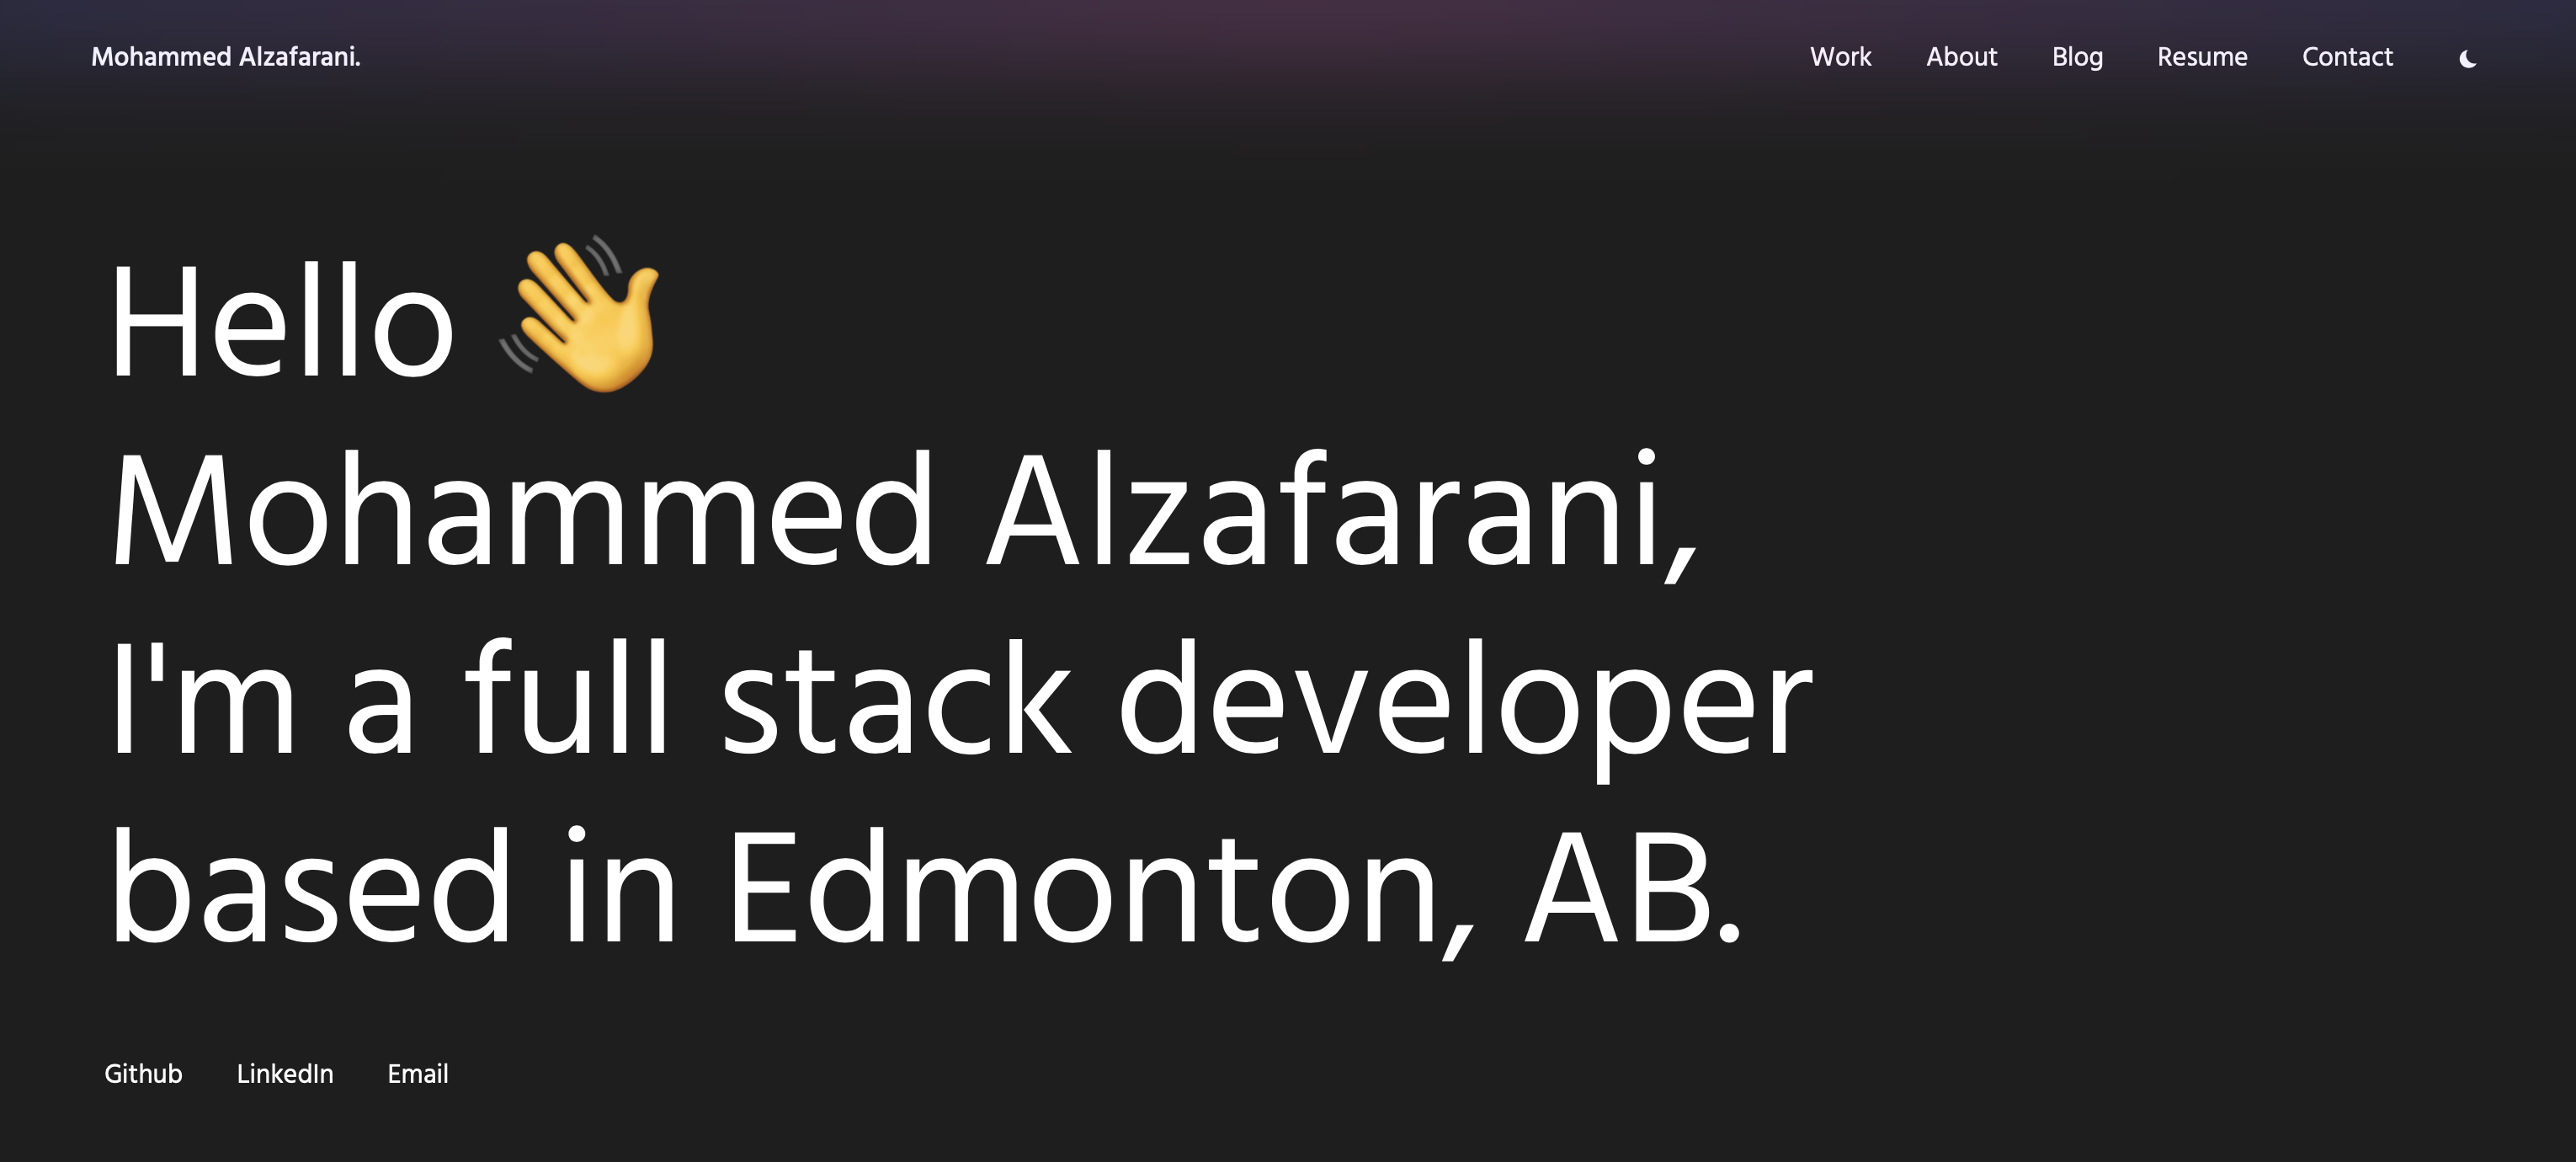 Mohammed Alzafarani.
Work About Blog Resume Contact
Hello 👋
Mohammed Alzafarani,
I'm a full stack developer
based in Edmonton, AB.
Github LinkedIn Email